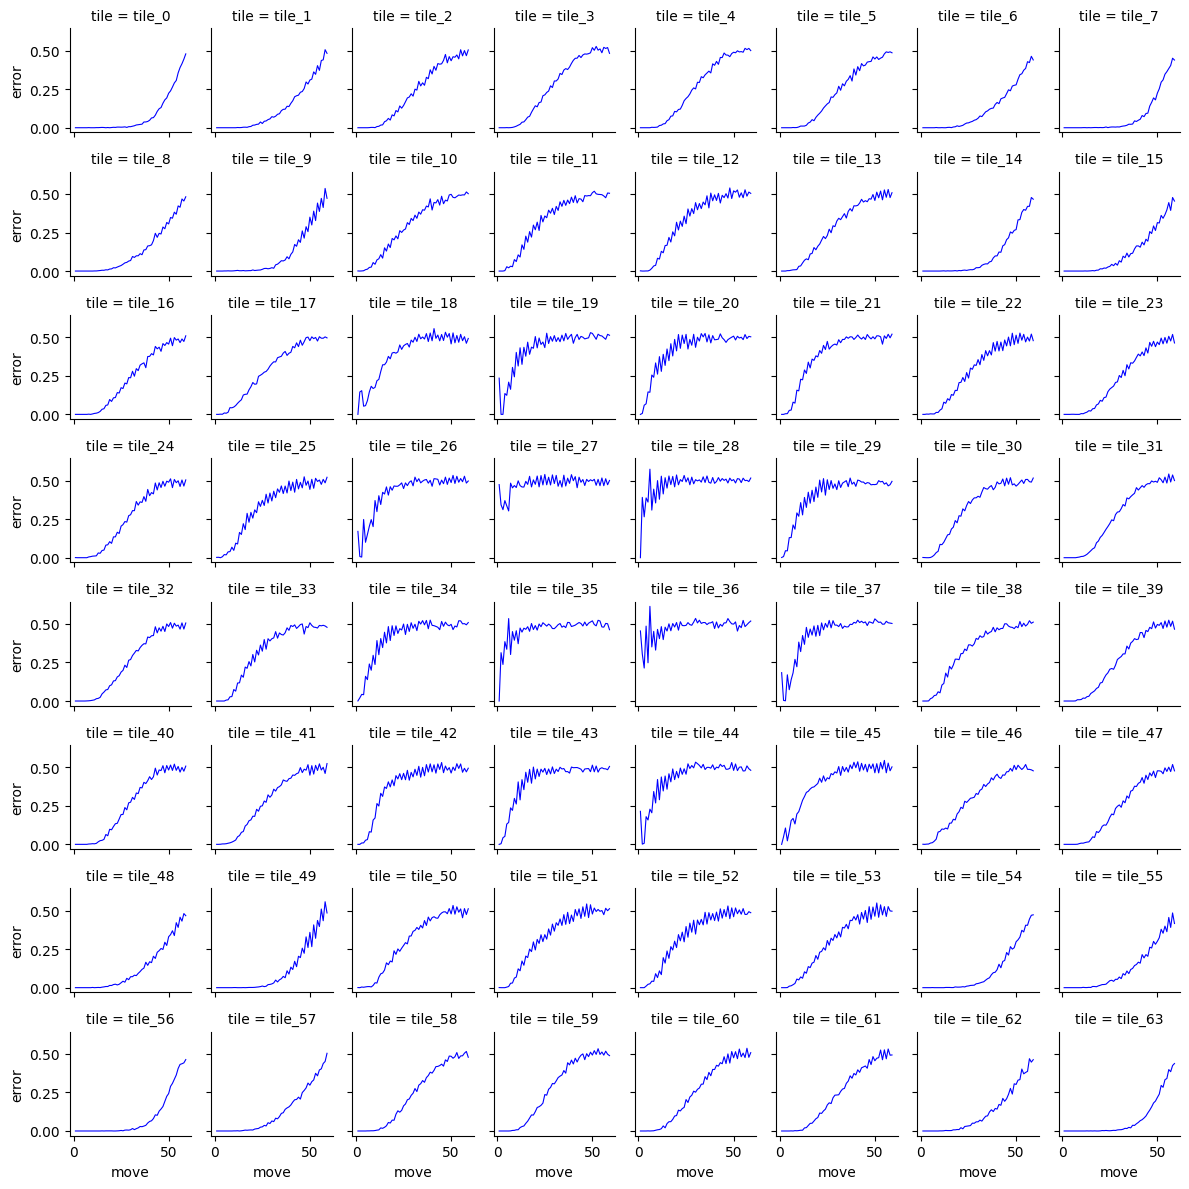 tile = tile_0 tile = tile_1 tile = tile_2 tile = tile_3 tile = tile_4 tile = tile_5 tile = tile_6 tile = tile_7
0.50
0.25
0.00
error
tile = tile_8 tile = tile_9 tile = tile_10 tile = tile_11 tile = tile_12 tile = tile_13 tile = tile_14 tile = tile_15
0.50
0.25
0.00
error
tile = tile_16 tile = tile_17 tile = tile_18 tile = tile_19 tile = tile_20 tile = tile_21 tile = tile_22 tile = tile_23
0.50
0.25
0.00
error
tile = tile_24 tile = tile_25 tile = tile_26 tile = tile_27 tile = tile_28 tile = tile_29 tile = tile_30 tile = tile_31
0.50
0.25
0.00
error
tile = tile_32 tile = tile_33 tile = tile_34 tile = tile_35 tile = tile_36 tile = tile_37 tile = tile_38 tile = tile_39
0.50
0.25
0.00
error
tile = tile_40 tile = tile_41 tile = tile_42 tile = tile_43 tile = tile_44 tile = tile_45 tile = tile_46 tile = tile_47
0.50
0.25
0.00
error
tile = tile_48 tile = tile_49 tile = tile_50 tile = tile_51 tile = tile_52 tile = tile_53 tile = tile_54 tile = tile_55
0.50
0.25
0.00
error
tile = tile_56 tile = tile_57 tile = tile_58 tile = tile_59 tile = tile_60 tile = tile_61 tile = tile_62 tile = tile_63
0.50
0.25
0.00
error
0 50 0 50 0 50 0 50 0 50 0 50 0 50 0 50
move move move move move move move move